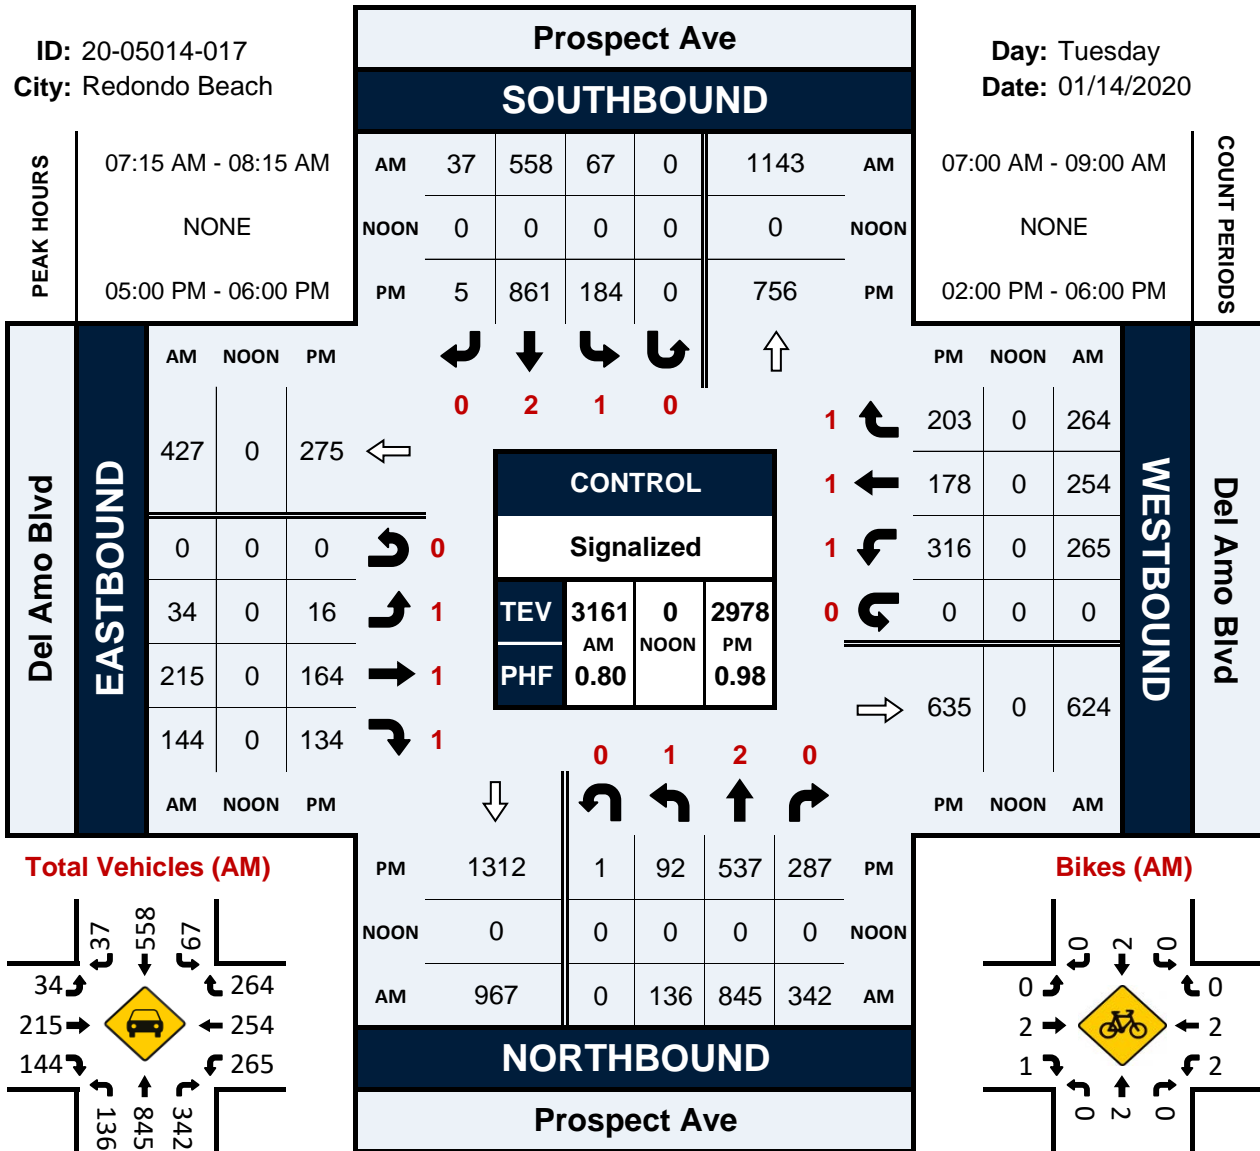 Prospect Ave
ID: 20-05014-017
City: Redondo Beach
Day: Tuesday
Date: 01/14/2020
SOUTHBOUND
PEAK HOURS
07:15 AM - 08:15 AM
NONE
05:00 PM - 06:00 PM
AM 37 558 67 0 1143 AM
NOON 0 0 0 0 0 NOON
PM 5 861 184 0 756 PM
07:00 AM - 09:00 AM
NONE
02:00 PM - 06:00 PM
COUNT PERIODS
0 2 1 0
Del Amo Blvd
EASTBOUND
AM NOON PM
427 0 275
0 0 0 0
34 0 16 1
215 0 164 1
144 0 134 1
AM NOON PM
CONTROL
Signalized
TEV 3161 0 2978
AM NOON PM
PHF 0.80 0.98
PM NOON AM
1 203 0 264
1 178 0 254
1 316 0 265
0 0 0 0
635 0 624
PM NOON AM
WESTBOUND
Del Amo Blvd
0 1 2 0
PM 1312 1 92 537 287 PM
NOON 0 0 0 0 0 NOON
AM 967 0 136 845 342 AM
NORTHBOUND
Prospect Ave
Total Vehicles (AM)
37 558 67
34 264
215 254
144 265
136 845 342
Bikes (AM)
0 2 0
0 0
2 2
1 2
0 2 0